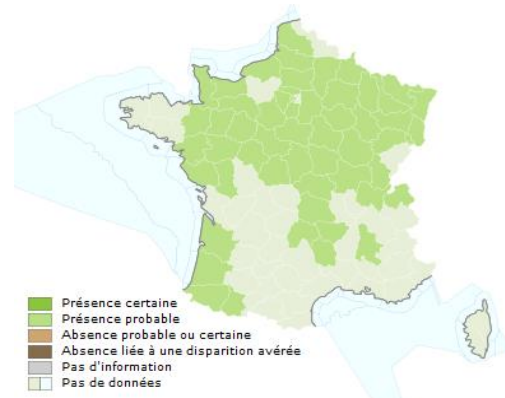 Présence certaine
Présence probable
Absence probable ou certaine
Absence liée à une disparition avérée
Pas d'information
Pas de données